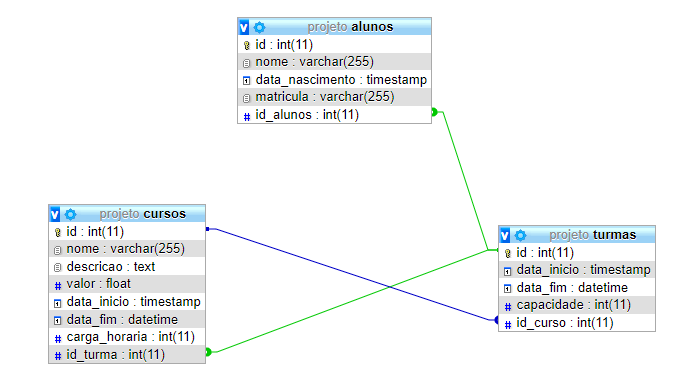 projeto alunos
id : int(11)
nome : varchar(255)
data_nascimento : timestamp
matricula : varchar(255)
id_alunos : int(11)
projeto cursos
id : int(11)
nome : varchar(255)
descricao : text
valor : float
data_inicio : timestamp
data_fim : datetime
carga_horaria : int(11)
id_turma : int(11)
projeto turmas
id : int(11)
data_inicio : timestamp
data_fim : datetime
capacidade : int(11)
id_curso : int(11)